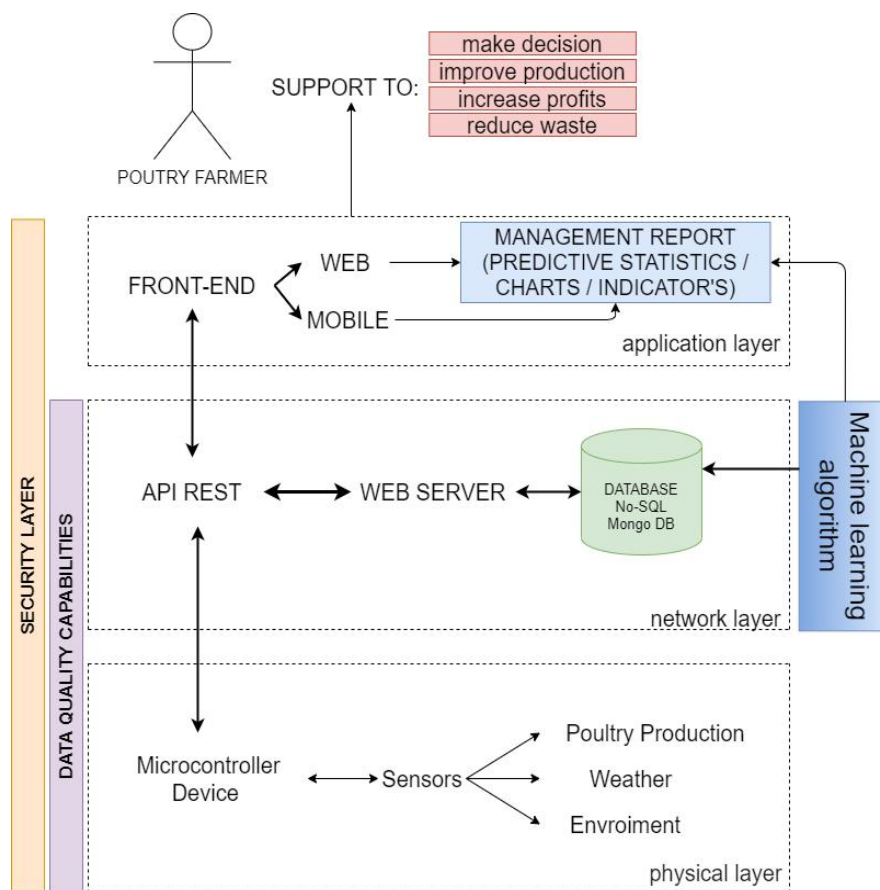 make decision
improve production
SUPPORT TO:
increase profits
reduce waste
POUTRY FARMER
MANAGEMENT REPORT
(PREDICTIVE STATISTICS /
CHARTS / INDICATOR'S)
WEB
FRONT-END
MOBILE
application layer
SECURITY LAYER
DATA QUALITY CAPABILITIES
API REST
WEB SERVER
DATABASE
No-SQL
Mongo DB
Machine learning
algorithm
network layer
Microcontroller
Device
Sensors
Poultry Production
Weather
Envroiment
physical layer